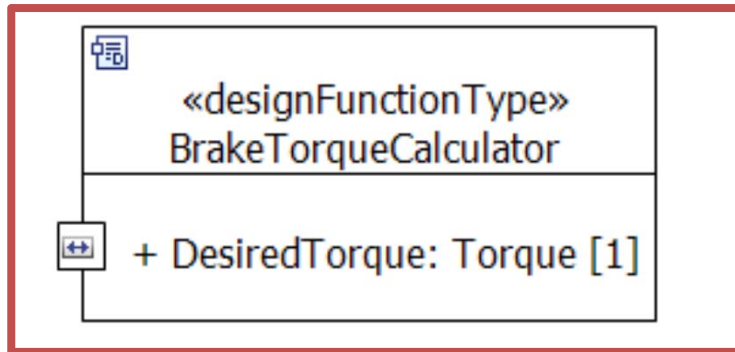 «designFunctionType»
BrakeTorqueCalculator
+ DesiredTorque: Torque [1]